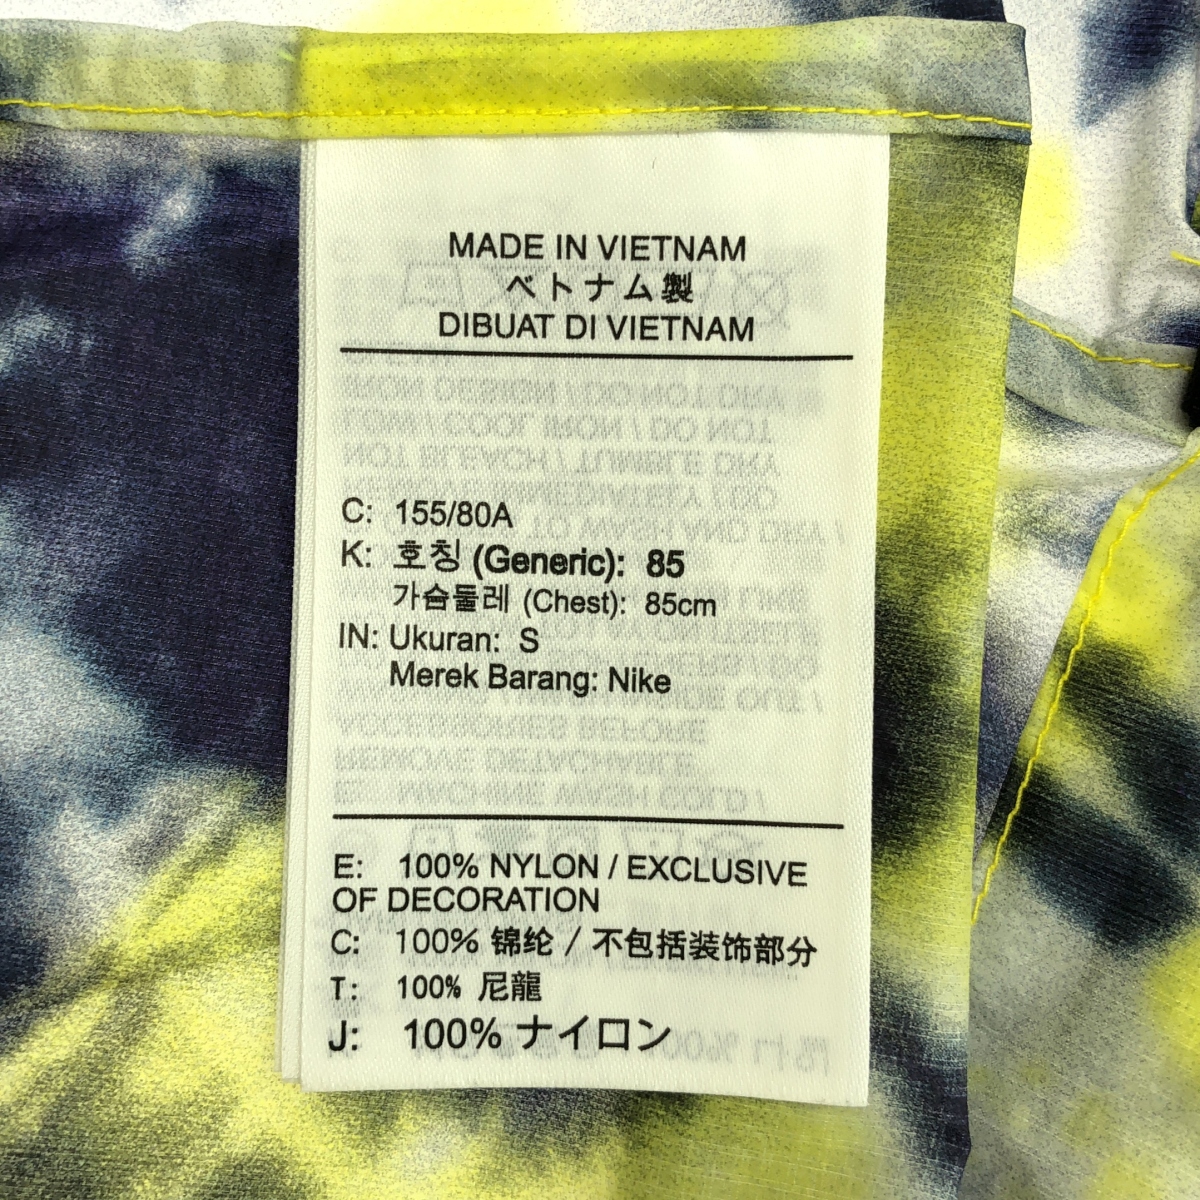 MADE IN VIETNAM
ベトナム製
DIBUAT DI VIETNAM
C: 155/80A
K: 호칭 (Generic): 85
가슴둘레 (Chest): 85cm
IN: Ukuran: S
Merek Barang: Nike
E: 100% NYLON / EXCLUSIVE
OF DECORATION
C: 100% 锦纶 / 不包括装饰部分
T: 100% 尼龍
J: 100% ナイロン